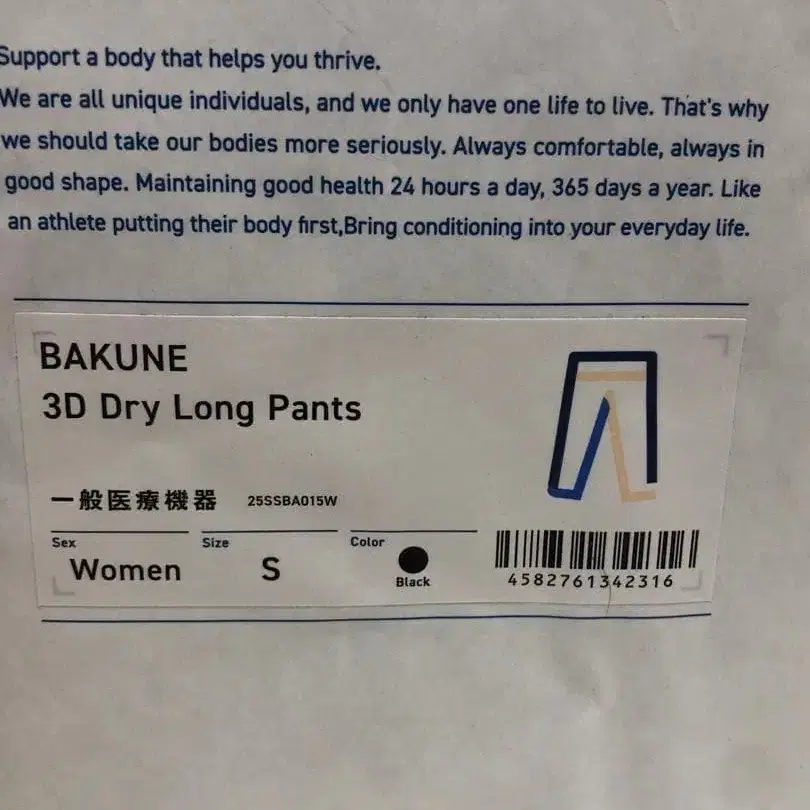 Support a body that helps you thrive.
We are all unique individuals, and we only have one life to live. That's why
we should take our bodies more seriously. Always comfortable, always in
good shape. Maintaining good health 24 hours a day, 365 days a year. Like
an athlete putting their body first,Bring conditioning into your everyday life.
BAKUNE
3D Dry Long Pants
一般医療機器 25SSBA015W
Sex Size Color
Women S
Black
4582761342316